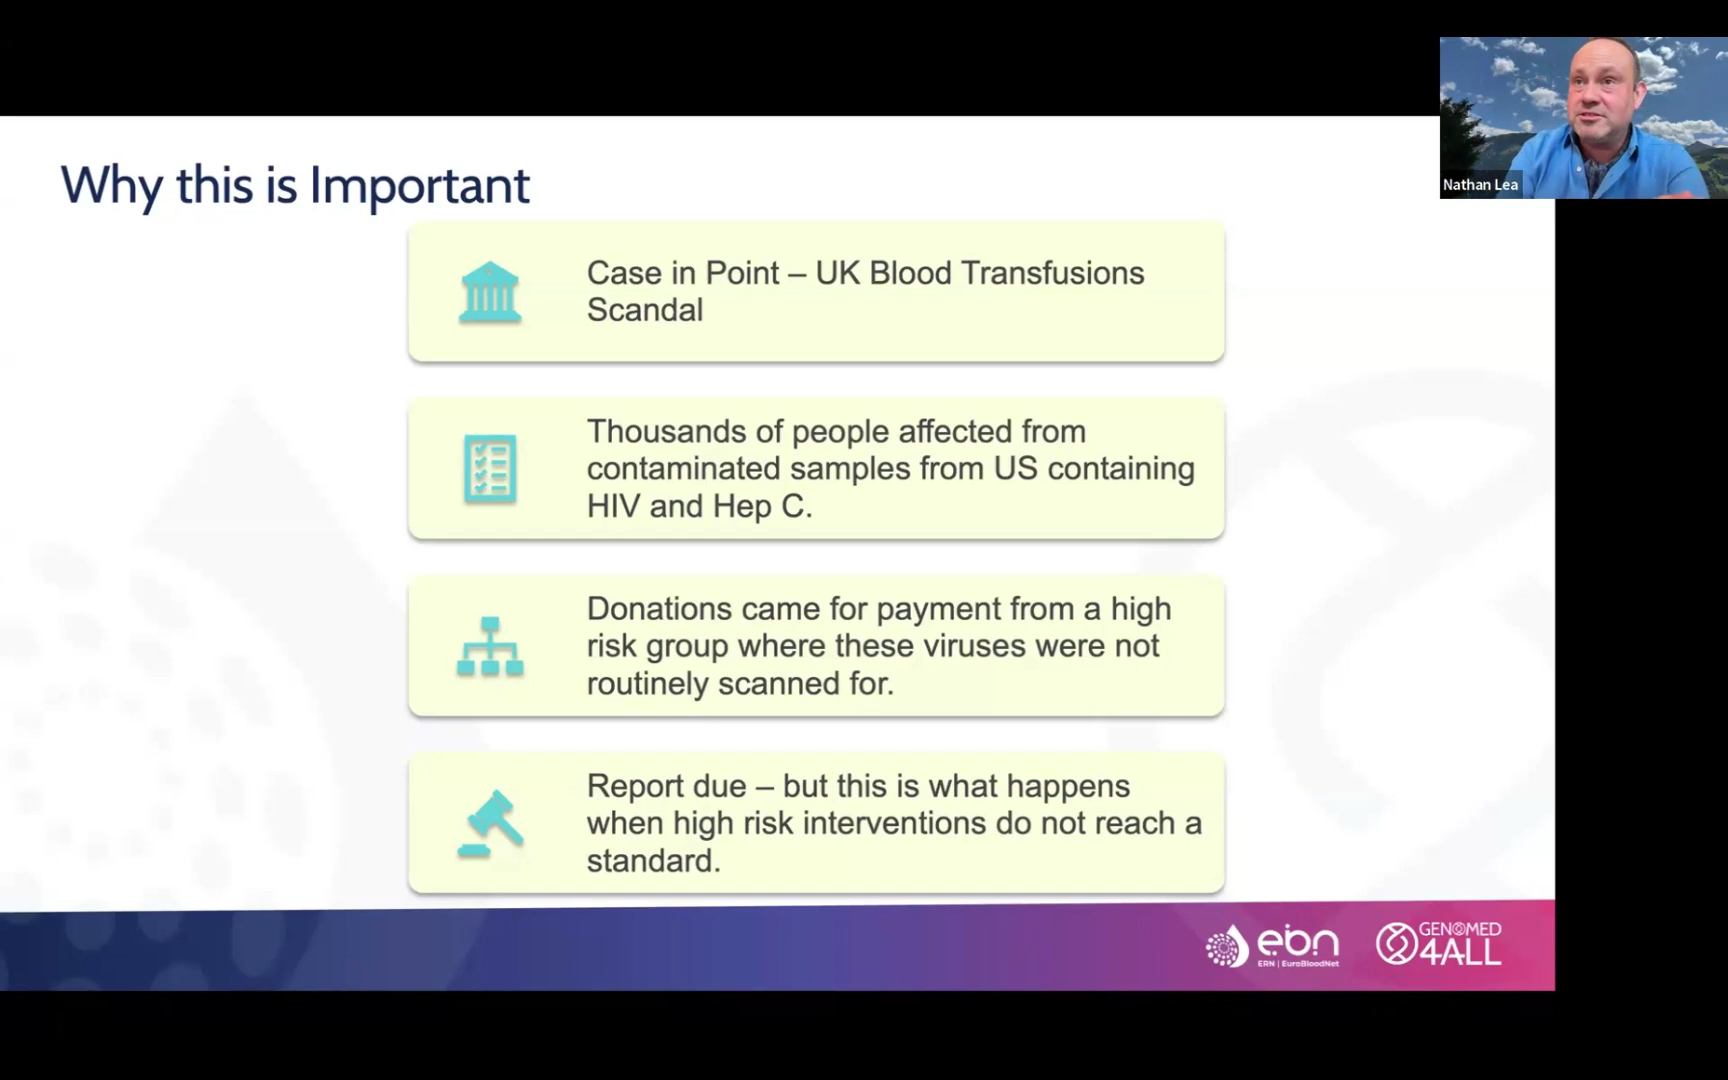 Nathan Lea
Why this is Important
Case in Point – UK Blood Transfusions
Scandal
Thousands of people affected from
contaminated samples from US containing
HIV and Hep C.
Donations came for payment from a high
risk group where these viruses were not
routinely scanned for.
Report due – but this is what happens
when high risk interventions do not reach a
standard.
ebn
ERN | EuroBloodNet
GENOMED
4ALL